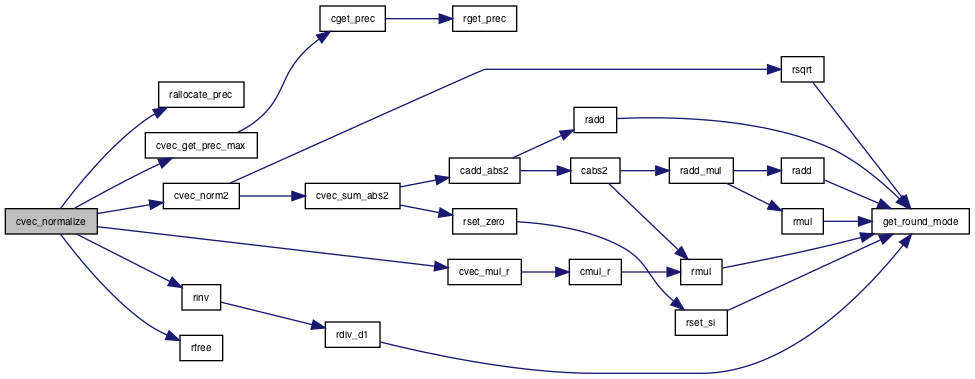 cget_prec
rget_prec
rsqrt
rallocate_prec
radd
cvec_get_prec_max
cadd_abs2
cabs2
radd_mul
radd
cvec_norm2
cvec_sum_abs2
cvec_normalize
rset_zero
rmul
get_round_mode
cvec_mul_r
cmul_r
rmul
rinv
rset_si
rdiv_d1
rfree